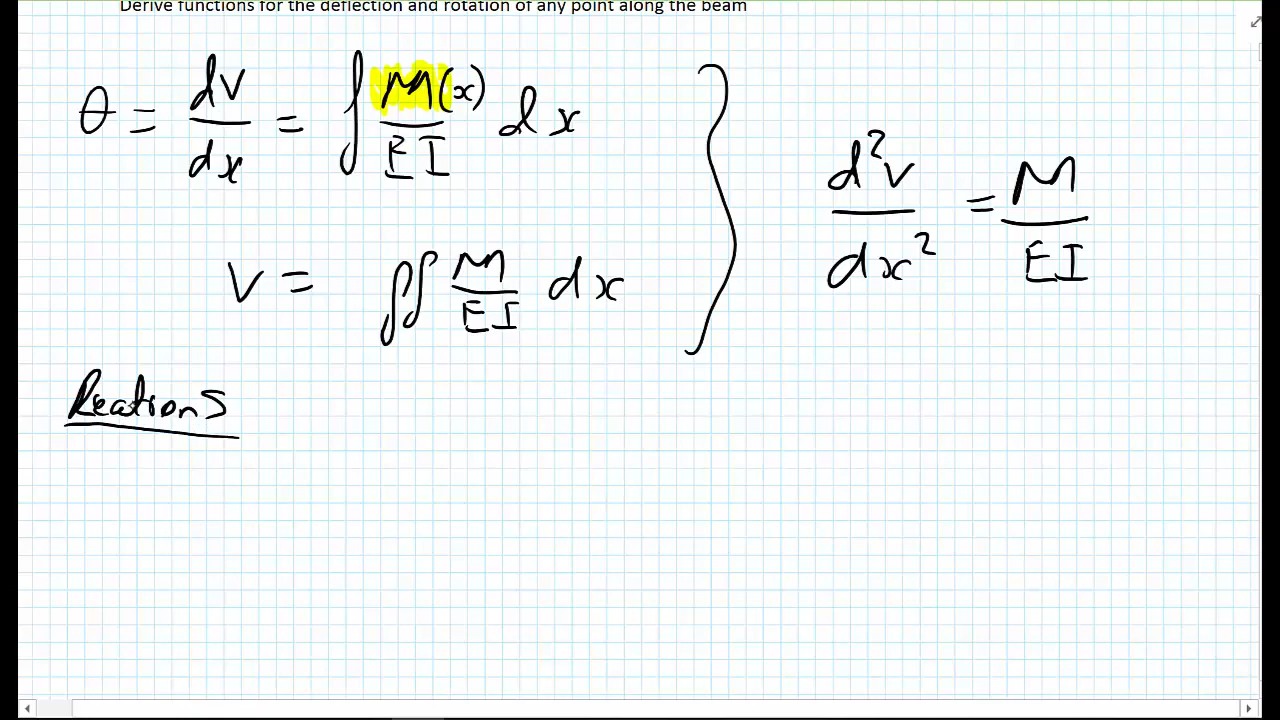 Derive functions for the deflection and rotation of any point along the beam
θ = dv/dx = ∫ M(x)/EI dx
v = ∬ M/EI dx
} d²v/dx² = M/EI
Reations